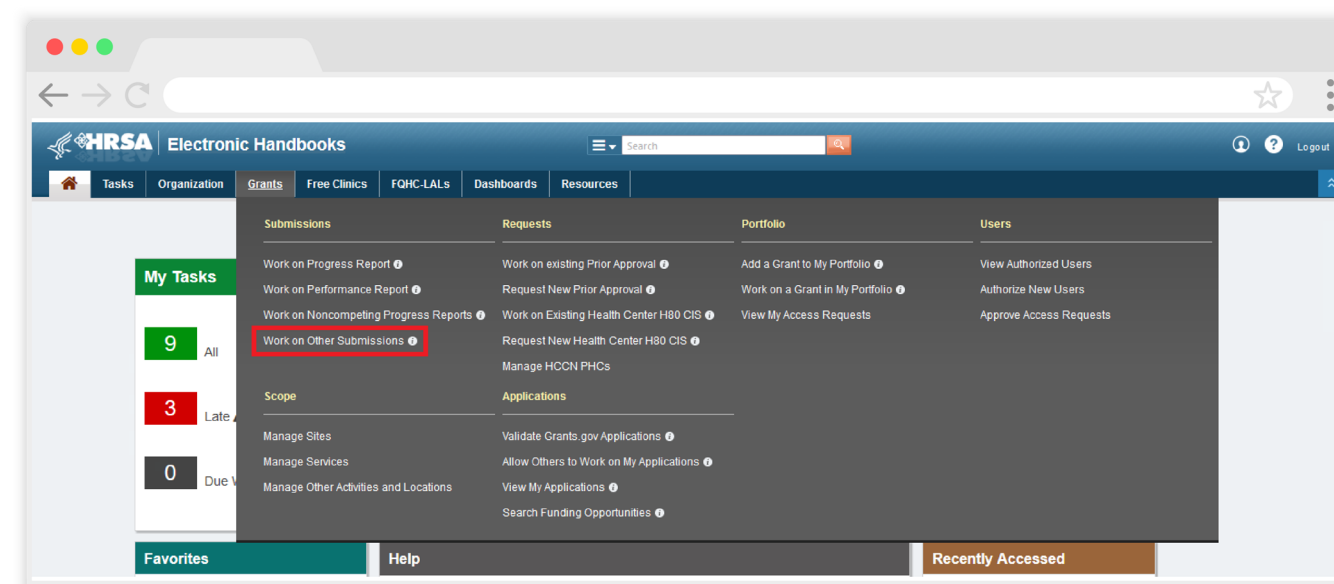 HRSA Electronic Handbooks
Search
Logout
Tasks Organization Grants Free Clinics FQHC-LALs Dashboards Resources
Submissions Requests Portfolio Users
Work on Progress Report Work on existing Prior Approval Add a Grant to My Portfolio View Authorized Users
Work on Performance Report Request New Prior Approval Work on a Grant in My Portfolio Authorize New Users
Work on Noncompeting Progress Reports Work on Existing Health Center H80 CIS View My Access Requests Approve Access Requests
Work on Other Submissions Request New Health Center H80 CIS
Manage HCCN PHCs
Scope Applications
Manage Sites Validate Grants.gov Applications
Manage Services Allow Others to Work on My Applications
Manage Other Activities and Locations View My Applications
Search Funding Opportunities
My Tasks
9 All
3 Late
0 Due
Favorites Help Recently Accessed